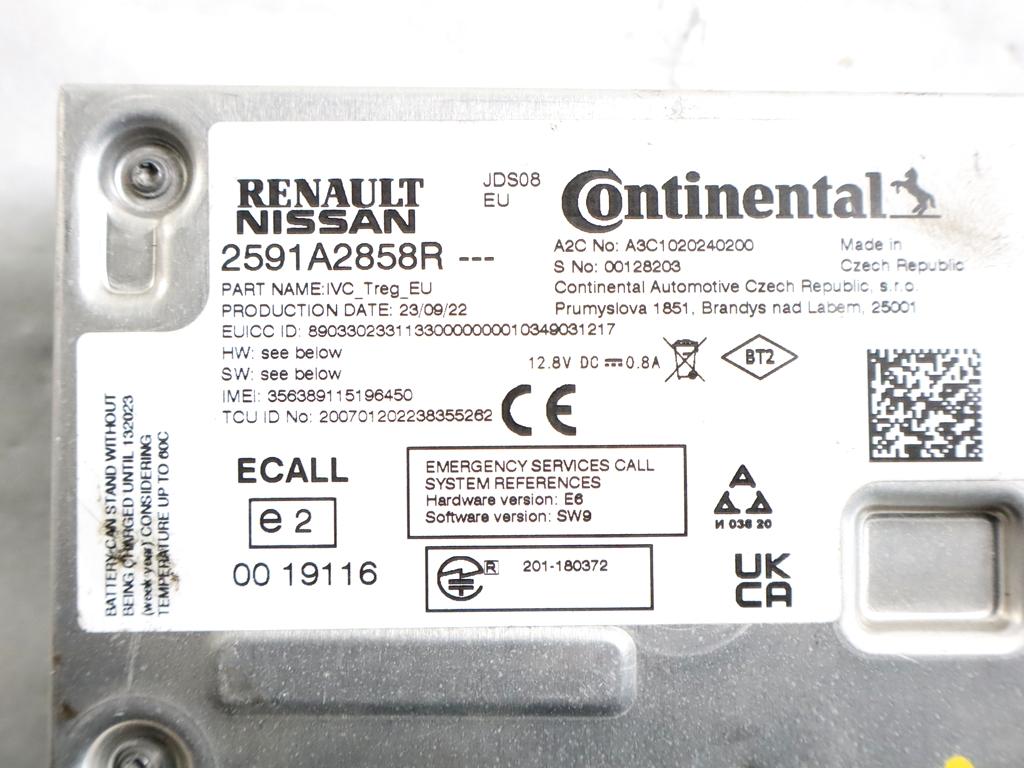 RENAULT
NISSAN
JDS08
EU
Continental
2591A2858R ---
A2C No: A3C1020240200
Made in
S No: 00128203
Czech Republic
PART NAME:IVC_Treg_EU
Continental Automotive Czech Republic, s.r.o.
PRODUCTION DATE: 23/09/22
Prumyslova 1851, Brandys nad Labem, 25001
EUICC ID: 89033023311330000000010349031217
HW: see below
SW: see below
12.8V DC 0.8A
BT2
IMEI: 356389115196450
TCU ID No: 200701202238355262
CE
ECALL
e2
00 19116
EMERGENCY SERVICES CALL
SYSTEM REFERENCES
Hardware version: E6
Software version: SW9
R 201-180372
И 036 20
UK
CA
BATTERY CAN STAND WITHOUT
BEING CHARGED UNTIL 132023
(week year) CONSIDERING
TEMPERATURE UP TO 60C